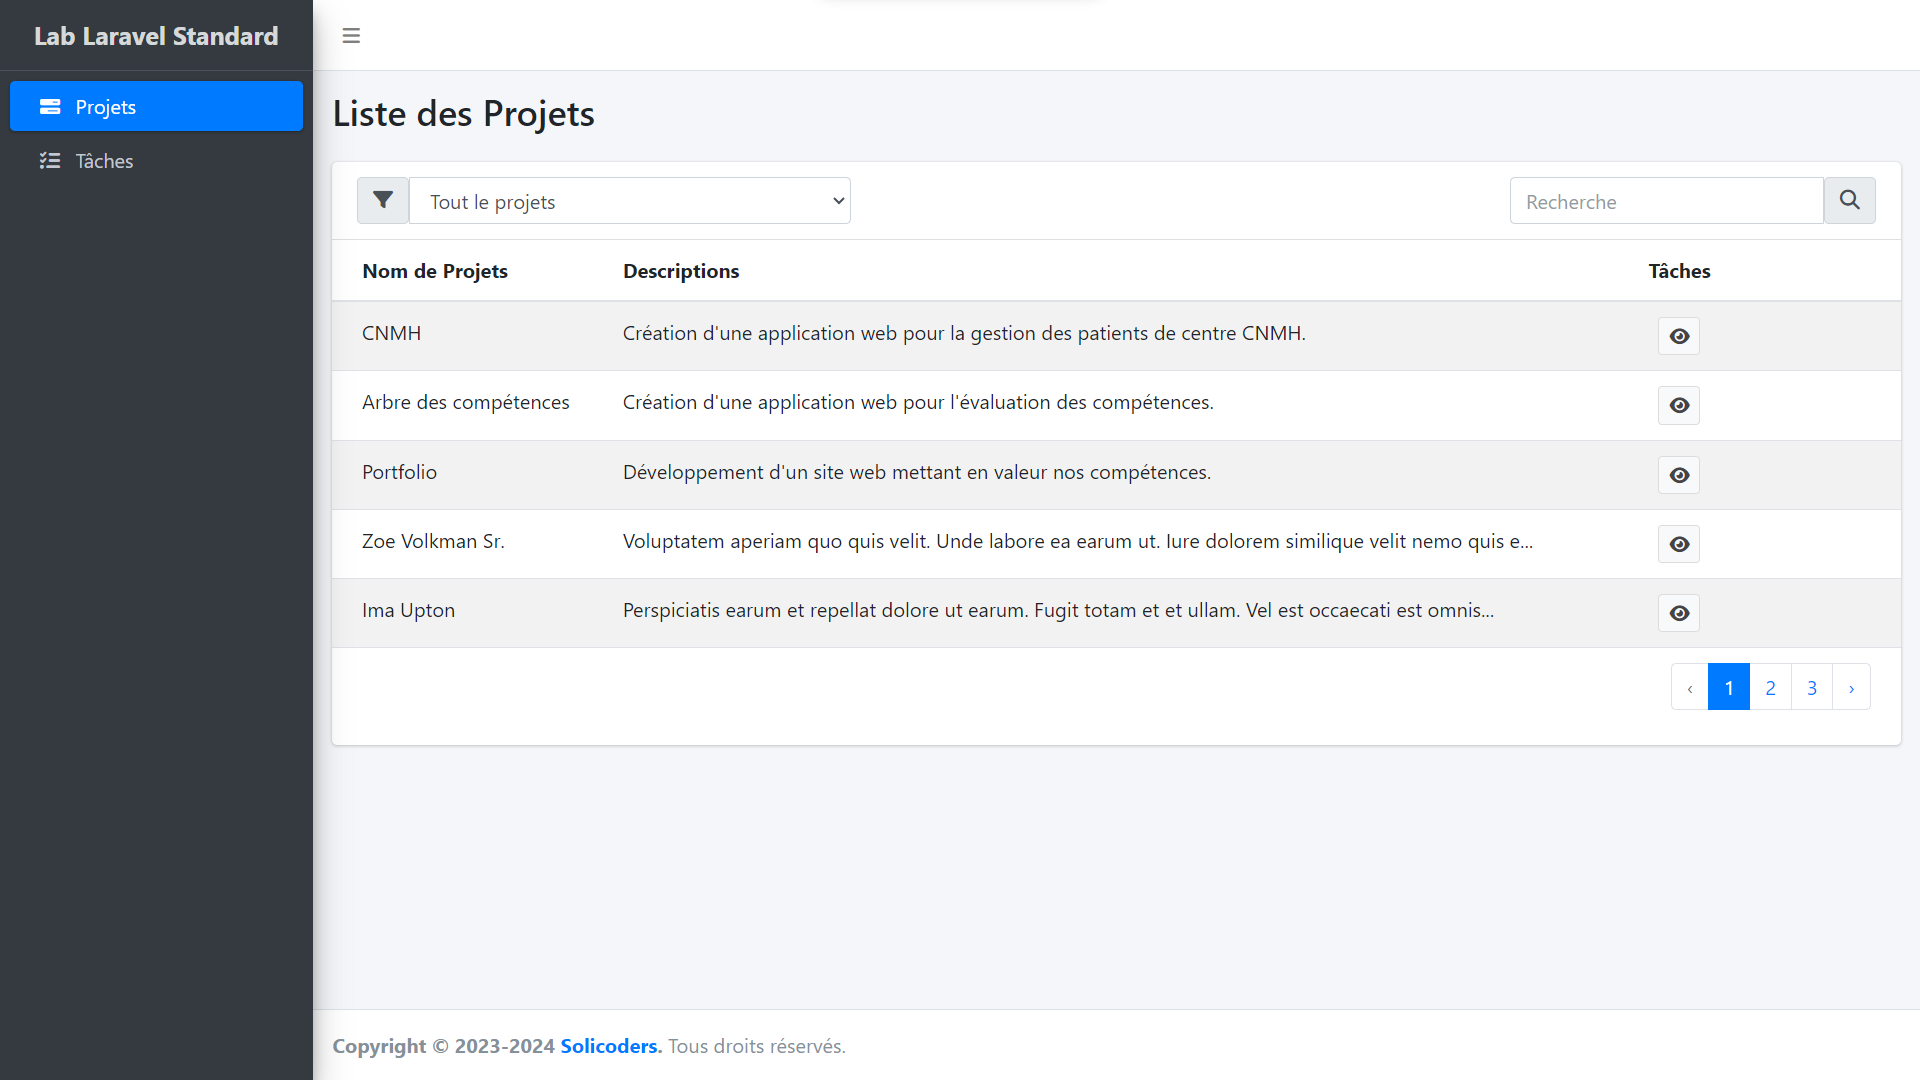 Lab Laravel Standard
Projets
Tâches
Liste des Projets
Tout le projets
Recherche
Nom de Projets Descriptions Tâches
CNMH Création d'une application web pour la gestion des patients de centre CNMH.
Arbre des compétences Création d'une application web pour l'évaluation des compétences.
Portfolio Développement d'un site web mettant en valeur nos compétences.
Zoe Volkman Sr. Voluptatem aperiam quo quis velit. Unde labore ea earum ut. Iure dolorem similique velit nemo quis e...
Ima Upton Perspiciatis earum et repellat dolore ut earum. Fugit totam et et ullam. Vel est occaecati est omnis...
‹ 1 2 3 ›
Copyright © 2023-2024 Solicoders. Tous droits réservés.